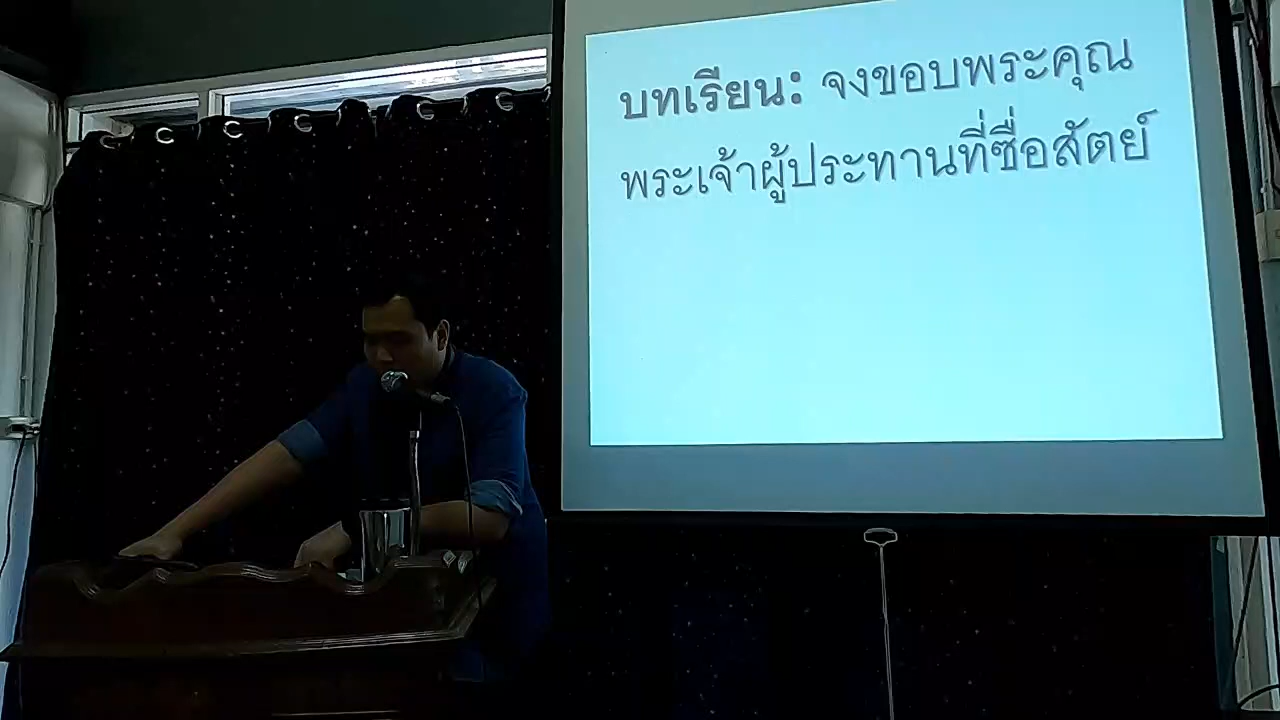 บทเรียน: จงขอบพระคุณ
พระเจ้าผู้ประทานที่ซื่อสัตย์